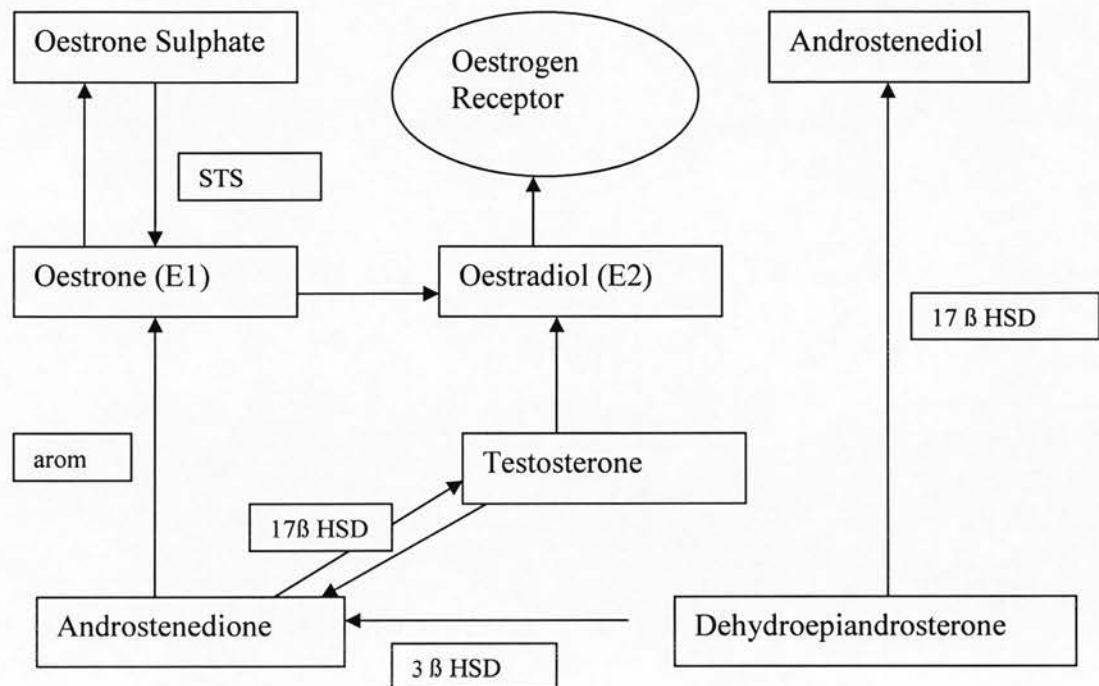 Oestrone Sulphate
Oestrogen
Receptor
Androstenediol
STS
Oestrone (E1)
Oestradiol (E2)
17 ß HSD
arom
Testosterone
17ß HSD
Androstenedione
Dehydroepiandrosterone
3 ß HSD